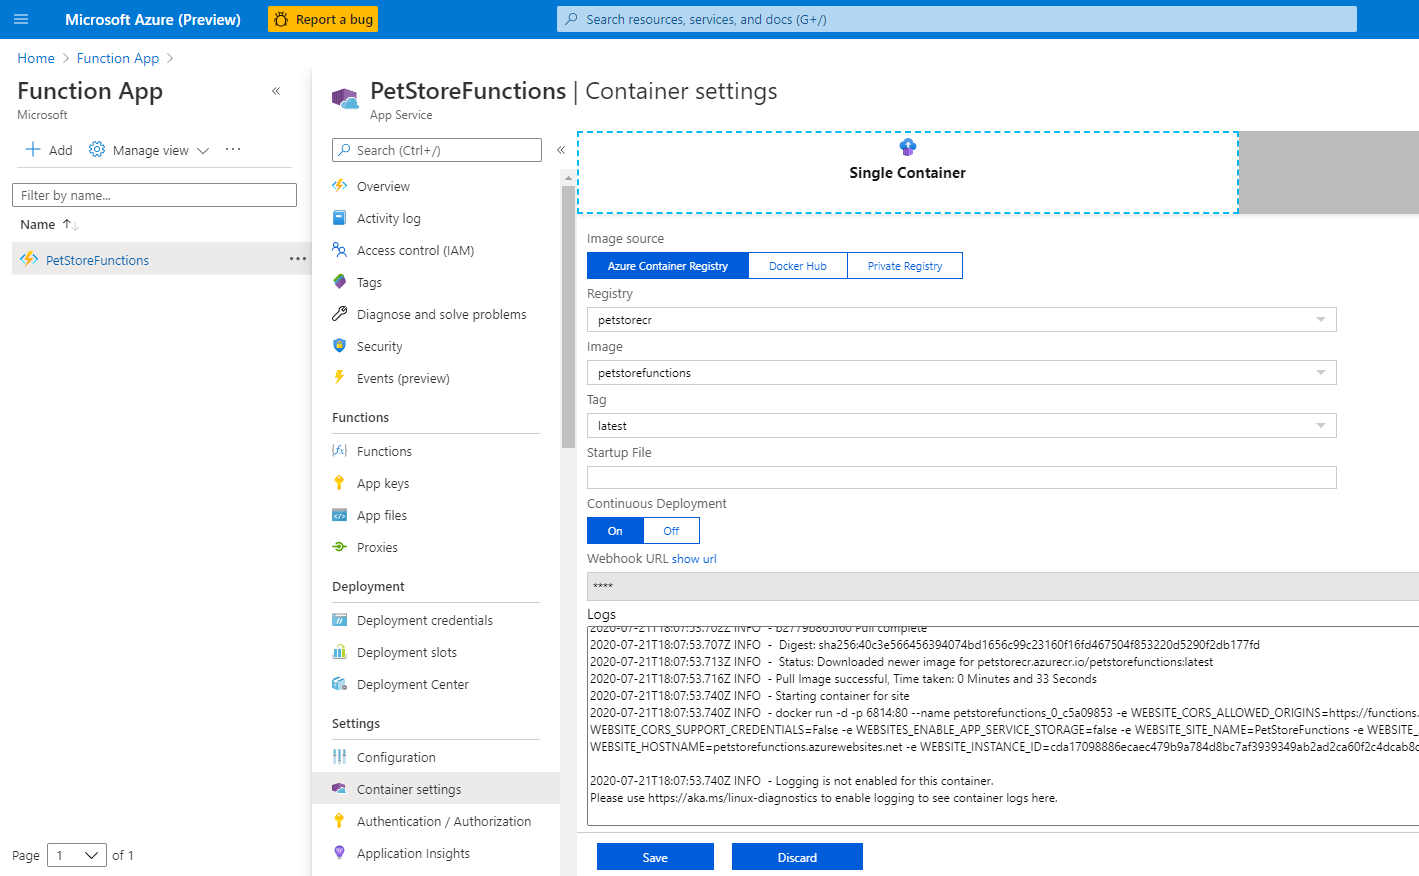 Microsoft Azure (Preview)
Report a bug
Search resources, services, and docs (G+/)
Home > Function App >
Function App
Microsoft
Add
Manage view
Filter by name...
Name
PetStoreFunctions
Page 1 of 1
PetStoreFunctions | Container settings
App Service
Search (Ctrl+/)
Overview
Activity log
Access control (IAM)
Tags
Diagnose and solve problems
Security
Events (preview)
Functions
Functions
App keys
App files
Proxies
Deployment
Deployment credentials
Deployment slots
Deployment Center
Settings
Configuration
Container settings
Authentication / Authorization
Application Insights
Single Container
Image source
Azure Container Registry
Docker Hub
Private Registry
Registry
petstorecr
Image
petstorefunctions
Tag
latest
Startup File
Continuous Deployment
On
Off
Webhook URL show url
****
Logs
2020-07-21T18:07:53.702Z INFO - b2779b865f60 Pull complete
2020-07-21T18:07:53.707Z INFO - Digest: sha256:40c3e566456394074bd1656c99c23160f16fd467504f853220d5290f2db177fd
2020-07-21T18:07:53.713Z INFO - Status: Downloaded newer image for petstorecr.azurecr.io/petstorefunctions:latest
2020-07-21T18:07:53.716Z INFO - Pull Image successful, Time taken: 0 Minutes and 33 Seconds
2020-07-21T18:07:53.740Z INFO - Starting container for site
2020-07-21T18:07:53.740Z INFO - docker run -d -p 6814:80 --name petstorefunctions_0_c5a09853 -e WEBSITE_CORS_ALLOWED_ORIGINS=https://functions.
WEBSITE_CORS_SUPPORT_CREDENTIALS=False -e WEBSITES_ENABLE_APP_SERVICE_STORAGE=false -e WEBSITE_SITE_NAME=PetStoreFunctions -e WEBSITE_
WEBSITE_HOSTNAME=petstorefunctions.azurewebsites.net -e WEBSITE_INSTANCE_ID=cda17098886ecaec479b9a784d8bc7af3939349ab2ad2ca60f2c4dcab8c
2020-07-21T18:07:53.740Z INFO - Logging is not enabled for this container.
Please use https://aka.ms/linux-diagnostics to enable logging to see container logs here.
Save
Discard